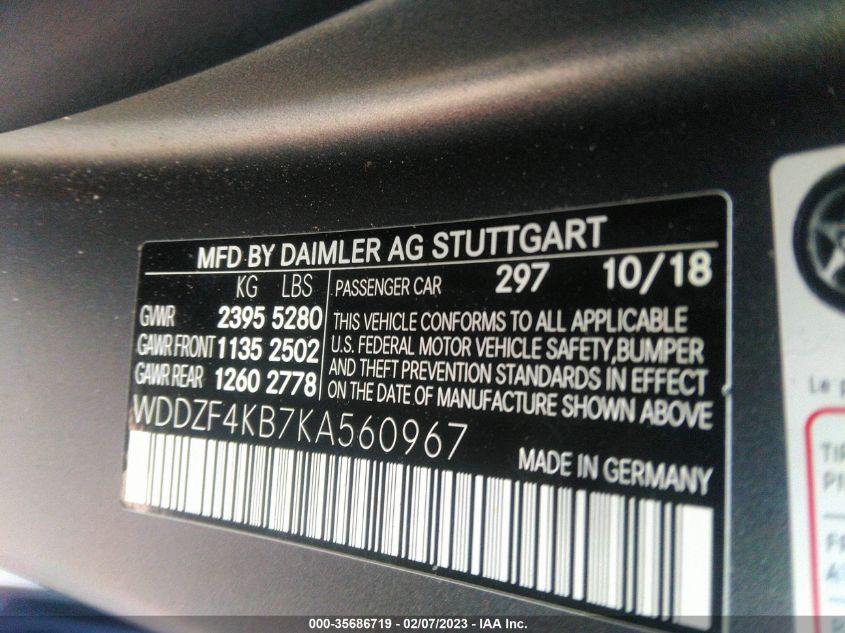 MFD BY DAIMLER AG STUTTGART
KG LBS
GVWR 2395 5280
GAWR FRONT 1135 2502
GAWR REAR 1260 2778
PASSENGER CAR 297 10/18
THIS VEHICLE CONFORMS TO ALL APPLICABLE
U.S. FEDERAL MOTOR VEHICLE SAFETY,BUMPER
AND THEFT PREVENTION STANDARDS IN EFFECT
ON THE DATE OF MANUFACTURE SHOWN ABOVE
WDDZF4KB7KA560967
MADE IN GERMANY
Le p
TIR
000-35686719 - 02/07/2023 - IAA Inc.